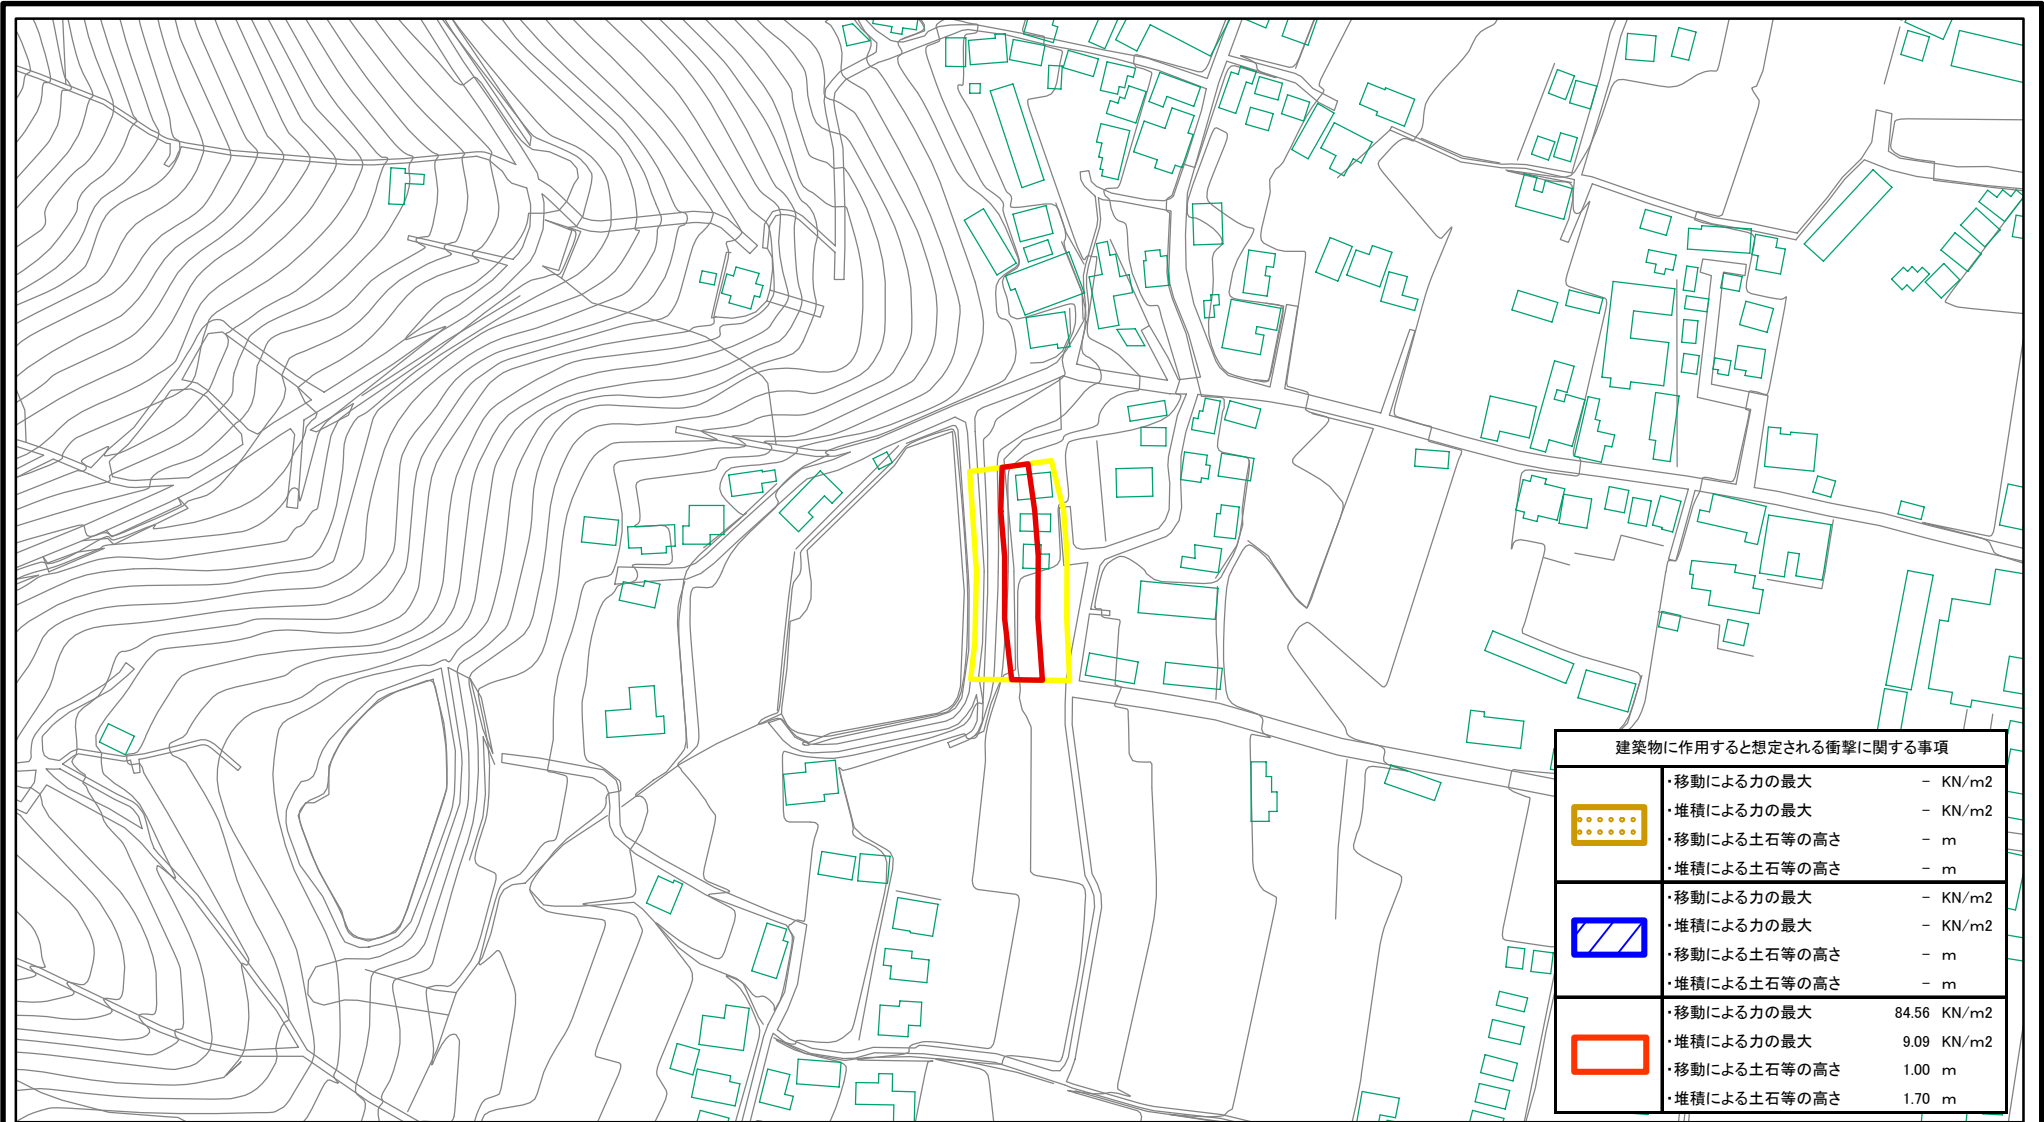 建築物に作用すると想定される衝撃に関する事項
・移動による力の最大 － KN/m2
・堆積による力の最大 － KN/m2
・移動による土石等の高さ － m
・堆積による土石等の高さ － m
・移動による力の最大 － KN/m2
・堆積による力の最大 － KN/m2
・移動による土石等の高さ － m
・堆積による土石等の高さ － m
・移動による力の最大 84.56 KN/m2
・堆積による力の最大 9.09 KN/m2
・移動による土石等の高さ 1.00 m
・堆積による土石等の高さ 1.70 m